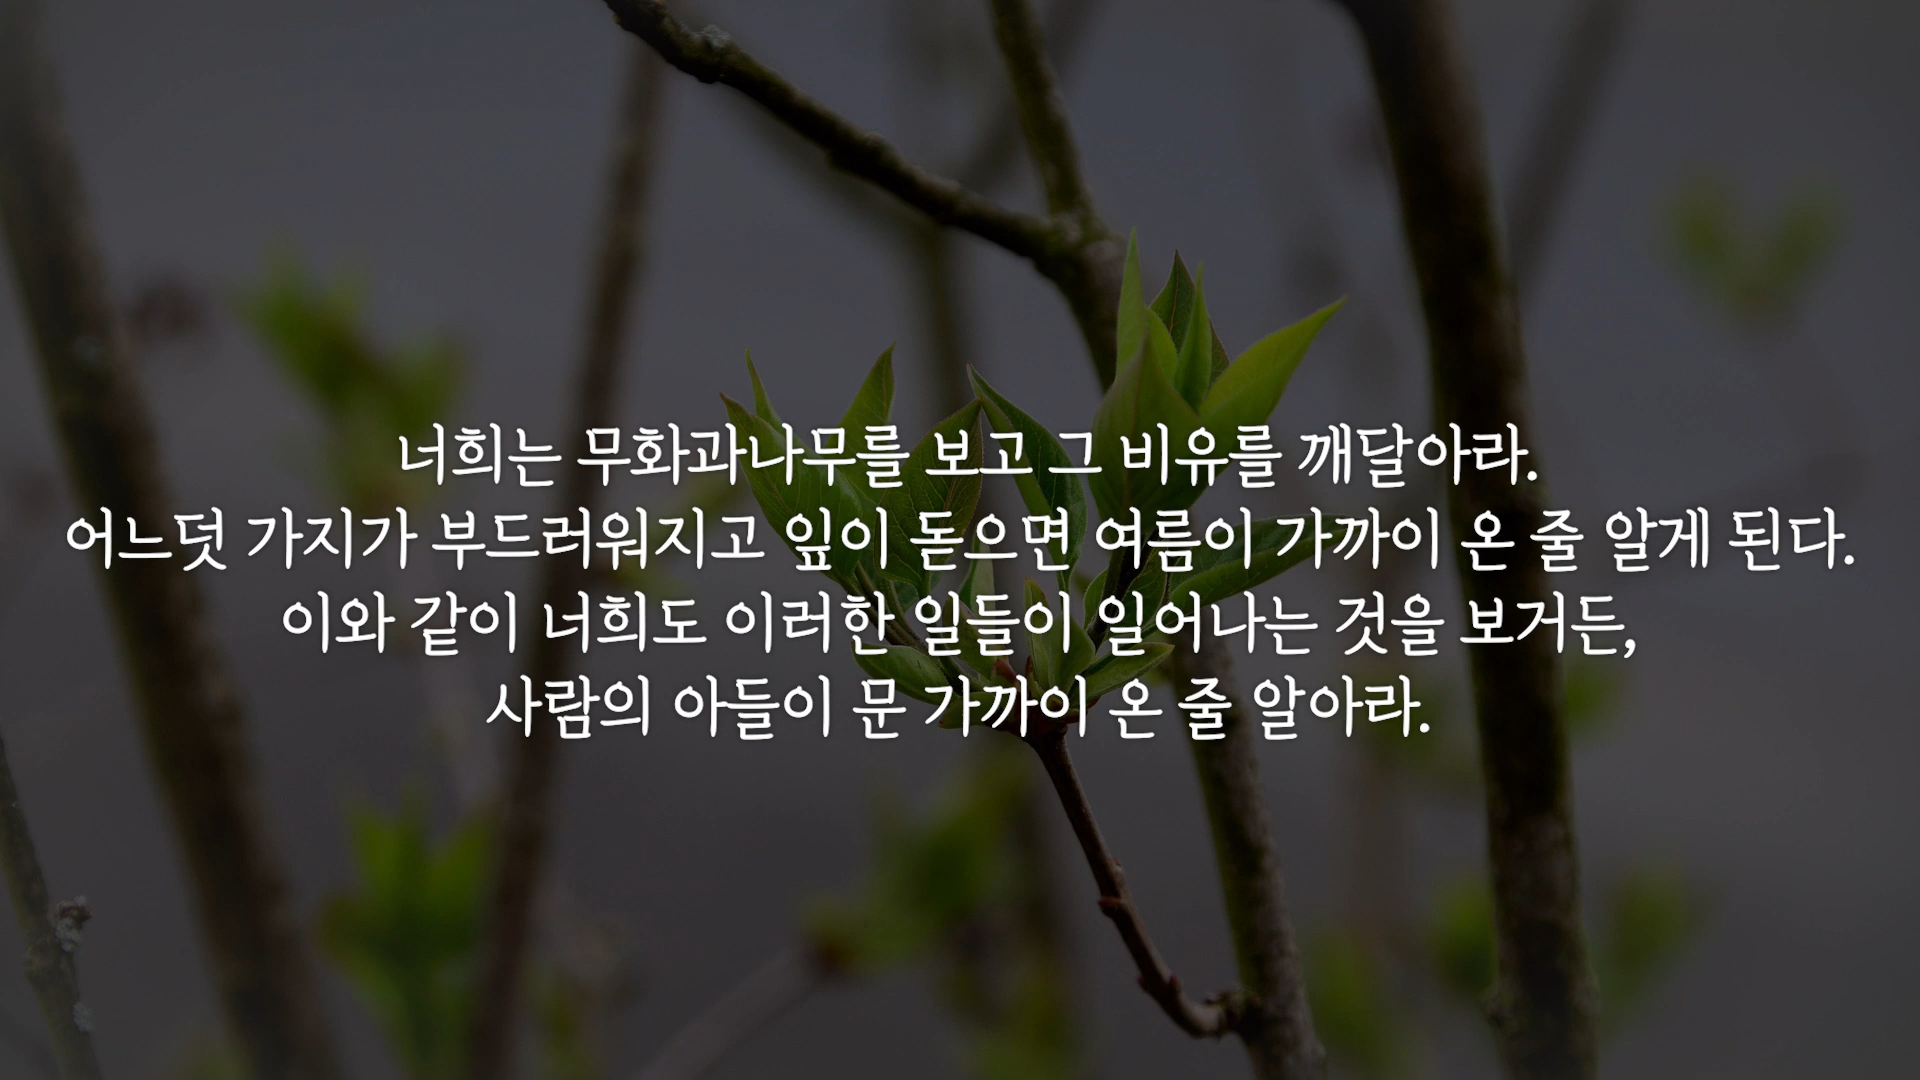 너희는 무화과나무를 보고 그 비유를 깨달아라.
어느덧 가지가 부드러워지고 잎이 돋으면 여름이 가까이 온 줄 알게 된다.
이와 같이 너희도 이러한 일들이 일어나는 것을 보거든,
사람의 아들이 문 가까이 온 줄 알아라.